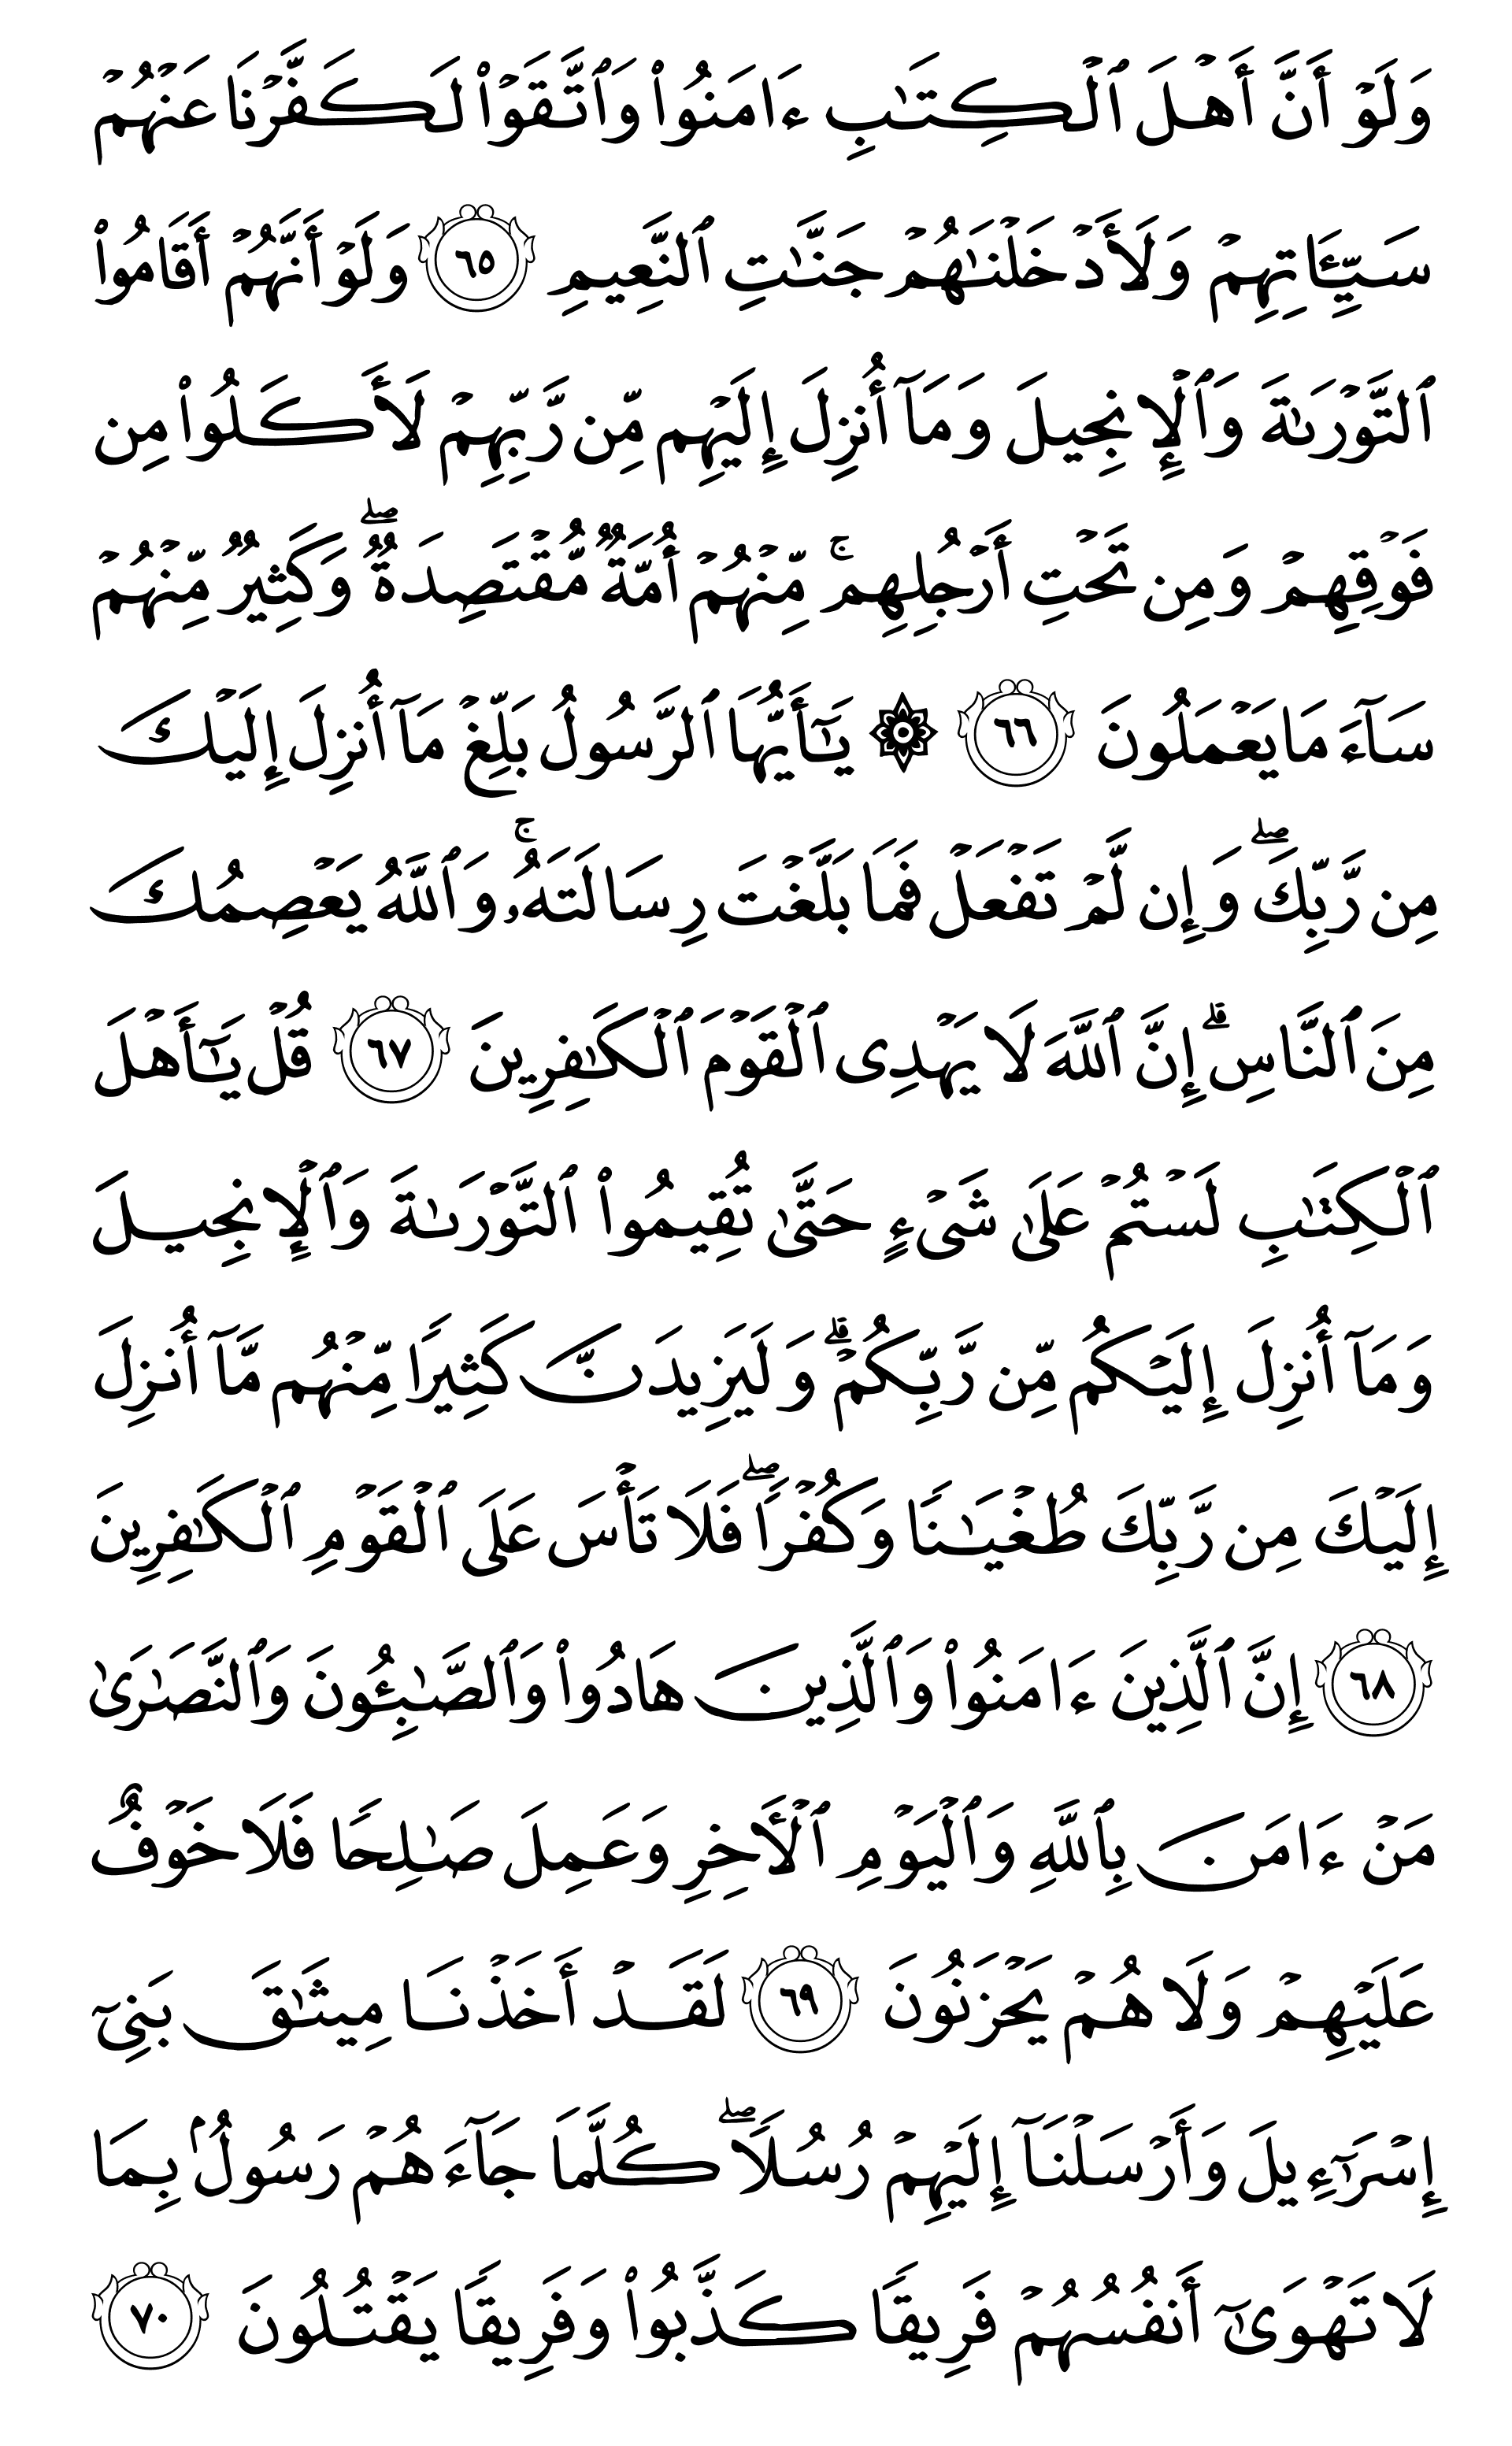 وَلَوْ أَنَّ أَهْلَ ٱلْكِتَٰبِ ءَامَنُوا۟ وَٱتَّقَوْا۟ لَكَفَّرْنَا عَنْهُمْ
سَيِّـَٔاتِهِمْ وَلَأَدْخَلْنَٰهُمْ جَنَّٰتِ ٱلنَّعِيمِ ٦٥ وَلَوْ أَنَّهُمْ أَقَامُوا۟
ٱلتَّوْرَىٰةَ وَٱلْإِنجِيلَ وَمَآ أُنزِلَ إِلَيْهِم مِّن رَّبِّهِمْ لَأَكَلُوا۟ مِن
فَوْقِهِمْ وَمِن تَحْتِ أَرْجُلِهِم ۚ مِّنْهُمْ أُمَّةٌ مُّقْتَصِدَةٌ ۖ وَكَثِيرٌ مِّنْهُمْ
سَآءَ مَا يَعْمَلُونَ ٦٦ ۞ يَٰٓأَيُّهَا ٱلرَّسُولُ بَلِّغْ مَآ أُنزِلَ إِلَيْكَ
مِن رَّبِّكَ ۖ وَإِن لَّمْ تَفْعَلْ فَمَا بَلَّغْتَ رِسَالَتَهُۥ ۚ وَٱللَّهُ يَعْصِمُكَ
مِنَ ٱلنَّاسِ ۗ إِنَّ ٱللَّهَ لَا يَهْدِى ٱلْقَوْمَ ٱلْكَٰفِرِينَ ٦٧ قُلْ يَٰٓأَهْلَ
ٱلْكِتَٰبِ لَسْتُمْ عَلَىٰ شَىْءٍ حَتَّىٰ تُقِيمُوا۟ ٱلتَّوْرَىٰةَ وَٱلْإِنجِيلَ
وَمَآ أُنزِلَ إِلَيْكُم مِّن رَّبِّكُمْ ۗ وَلَيَزِيدَنَّ كَثِيرًا مِّنْهُم مَّآ أُنزِلَ
إِلَيْكَ مِن رَّبِّكَ طُغْيَٰنًا وَكُفْرًا ۖ فَلَا تَأْسَ عَلَى ٱلْقَوْمِ ٱلْكَٰفِرِينَ
٦٨ إِنَّ ٱلَّذِينَ ءَامَنُوا۟ وَٱلَّذِينَ هَادُوا۟ وَٱلصَّٰبِـُٔونَ وَٱلنَّصَٰرَىٰ
مَنْ ءَامَنَ بِٱللَّهِ وَٱلْيَوْمِ ٱلْـَٔاخِرِ وَعَمِلَ صَٰلِحًا فَلَا خَوْفٌ
عَلَيْهِمْ وَلَا هُمْ يَحْزَنُونَ ٦٩ لَقَدْ أَخَذْنَا مِيثَٰقَ بَنِىٓ
إِسْرَٰٓءِيلَ وَأَرْسَلْنَآ إِلَيْهِمْ رُسُلًا ۖ كُلَّمَا جَآءَهُمْ رَسُولٌۢ بِمَا
لَا تَهْوَىٰٓ أَنفُسُهُمْ فَرِيقًا كَذَّبُوا۟ وَفَرِيقًا يَقْتُلُونَ ٧٠